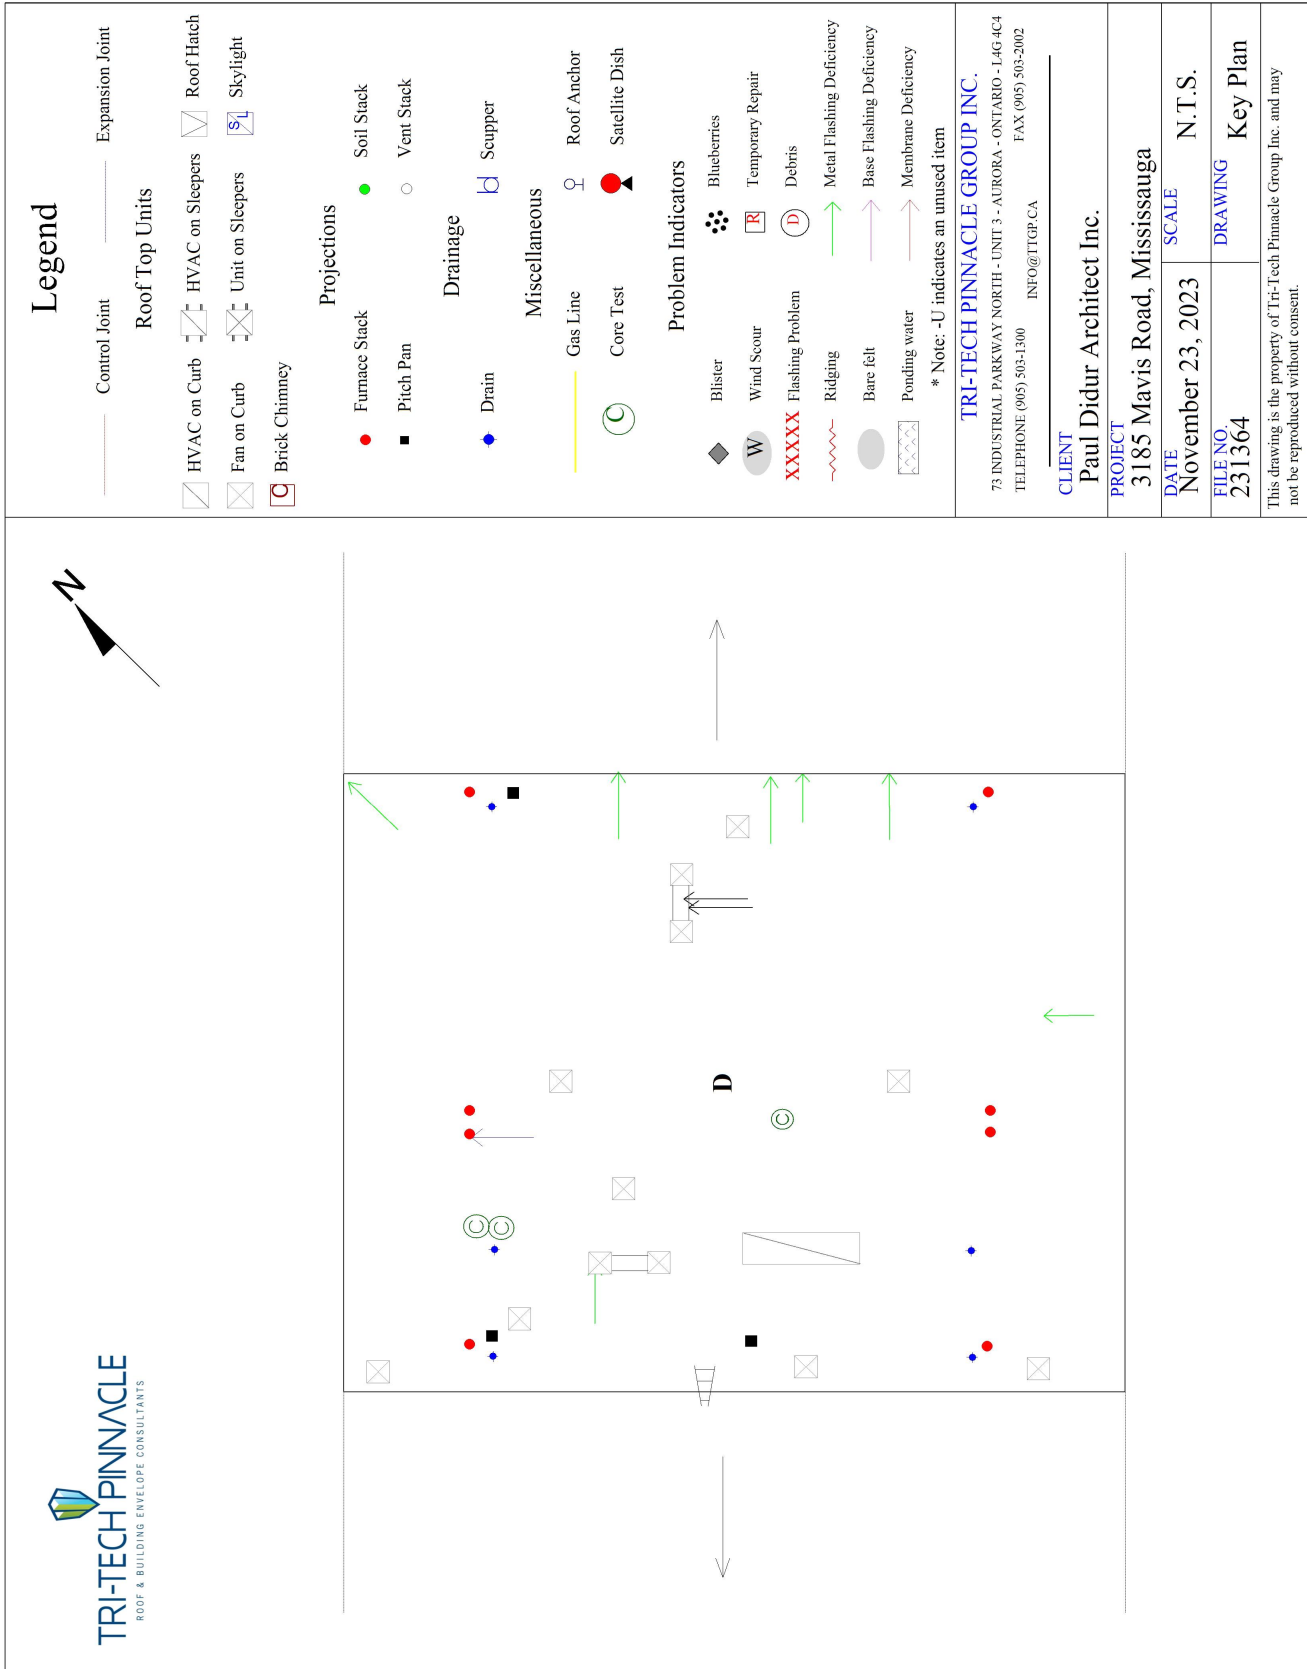 TRI-TECH PINNACLE
ROOF & BUILDING ENVELOPE CONSULTANTS
N
D
C
C
C
Legend
Control Joint
Expansion Joint
Roof Top Units
HVAC on Curb
HVAC on Sleepers
Roof Hatch
Fan on Curb
Unit on Sleepers
SL Skylight
C Brick Chimney
Projections
Furnace Stack
Soil Stack
Pitch Pan
Vent Stack
Drainage
Drain
Scupper
Miscellaneous
Gas Line
Roof Anchor
C Core Test
Satellite Dish
Problem Indicators
Blister
Blueberries
W Wind Scour
R Temporary Repair
XXXXX Flashing Problem
D Debris
Ridging
Metal Flashing Deficiency
Bare felt
Base Flashing Deficiency
Ponding water
Membrane Deficiency
* Note: -U indicates an unused item
TRI-TECH PINNACLE GROUP INC.
73 INDUSTRIAL PARKWAY NORTH - UNIT 3 - AURORA - ONTARIO - L4G 4C4
TELEPHONE (905) 503-1300 INFO@TTGP.CA FAX (905) 503-2002
CLIENT
Paul Didur Architect Inc.
PROJECT
3185 Mavis Road, Mississauga
DATE
November 23, 2023
SCALE
N.T.S.
FILE NO.
231364
DRAWING
Key Plan
This drawing is the property of Tri-Tech Pinnacle Group Inc. and may
not be reproduced without consent.